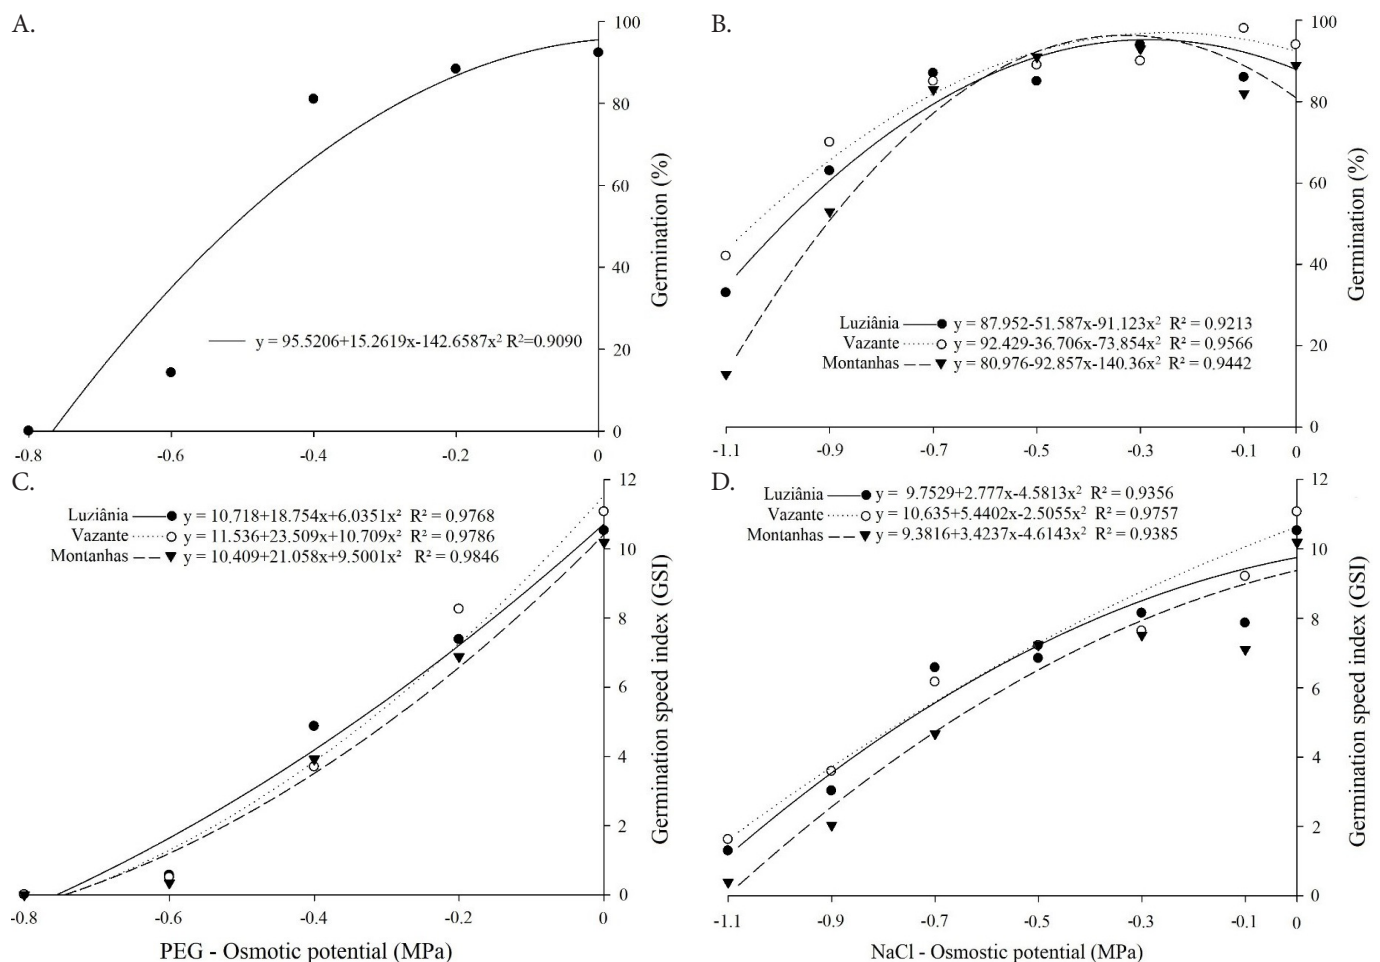 A.
100
80
60
40
20
0
Germination (%)
y = 95.5206+15.2619x-142.6587x² R²=0.9090
-0.8 -0.6 -0.4 -0.2 0
B.
100
80
60
40
20
0
Germination (%)
Luziânia y = 87.952-51.587x-91.123x² R² = 0.9213
Vazante y = 92.429-36.706x-73.854x² R² = 0.9566
Montanhas y = 80.976-92.857x-140.36x² R² = 0.9442
-1.1 -0.9 -0.7 -0.5 -0.3 -0.1 0
C.
12
10
8
6
4
2
0
Germination speed index (GSI)
Luziânia y = 10.718+18.754x+6.0351x² R² = 0.9768
Vazante y = 11.536+23.509x+10.709x² R² = 0.9786
Montanhas y = 10.409+21.058x+9.5001x² R² = 0.9846
-0.8 -0.6 -0.4 -0.2 0
PEG - Osmotic potential (MPa)
D.
12
10
8
6
4
2
0
Germination speed index (GSI)
Luziânia y = 9.7529+2.777x-4.5813x² R² = 0.9356
Vazante y = 10.635+5.4402x-2.5055x² R² = 0.9757
Montanhas y = 9.3816+3.4237x-4.6143x² R² = 0.9385
-1.1 -0.9 -0.7 -0.5 -0.3 -0.1 0
NaCl - Osmostic potential (MPa)